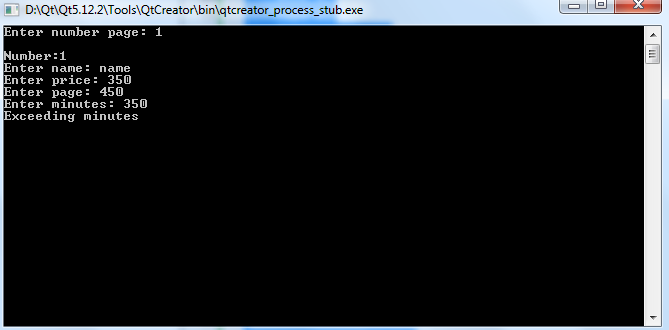 D:\Qt\Qt5.12.2\Tools\QtCreator\bin\qtcreator_process_stub.exe
Enter number page: 1
Number:1
Enter name: name
Enter price: 350
Enter page: 450
Enter minutes: 350
Exceeding minutes